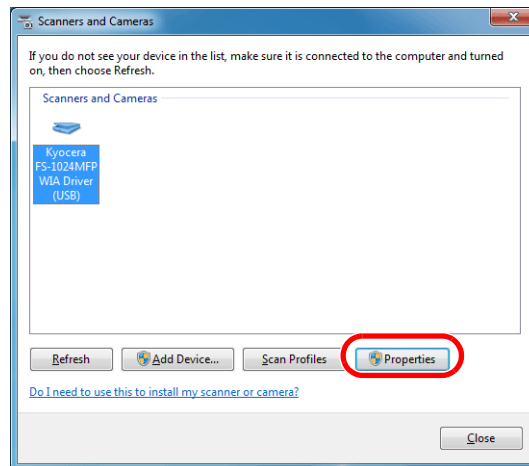 Scanners and Cameras
If you do not see your device in the list, make sure it is connected to the computer and turned
on, then choose Refresh.
Scanners and Cameras
Kyocera
FS-1024MFP
WIA Driver
(USB)
Refresh
Add Device...
Scan Profiles
Properties
Do I need to use this to install my scanner or camera?
Close